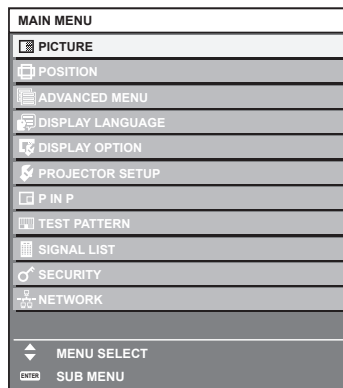 MAIN MENU
PICTURE
POSITION
ADVANCED MENU
DISPLAY LANGUAGE
DISPLAY OPTION
PROJECTOR SETUP
P IN P
TEST PATTERN
SIGNAL LIST
SECURITY
NETWORK
MENU SELECT
ENTER SUB MENU